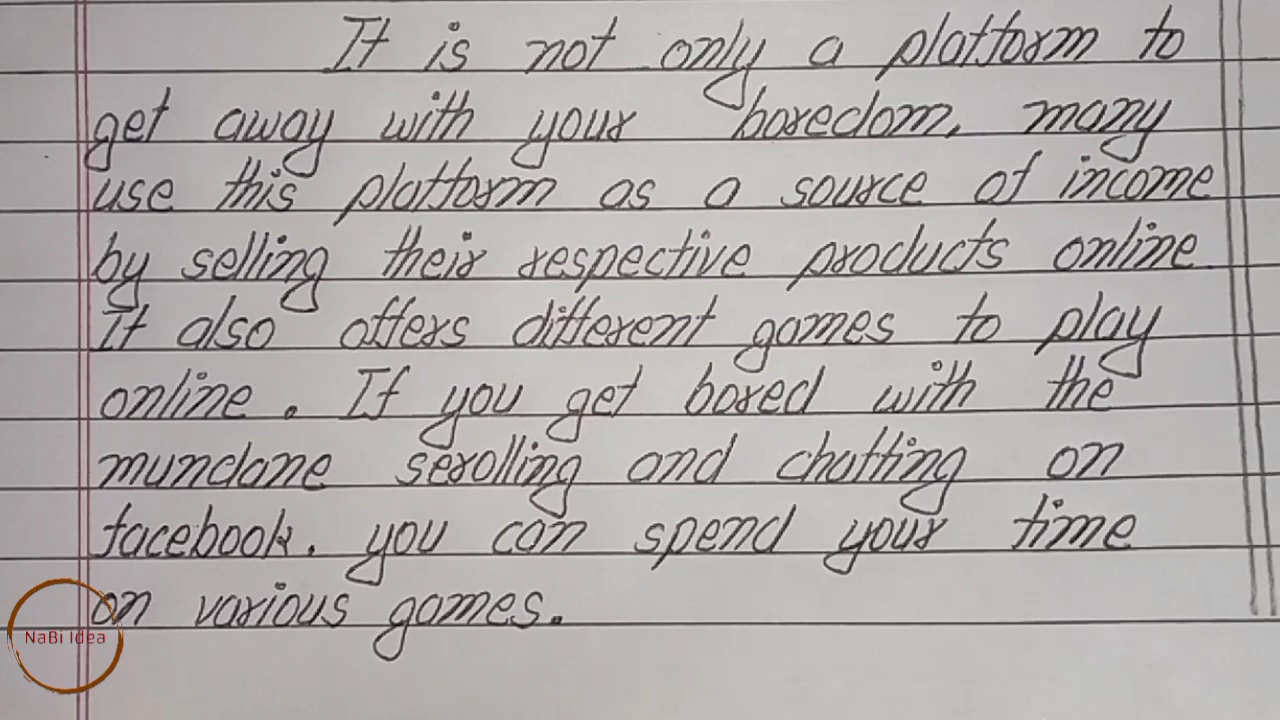 It is not only a platform to
get away with your boredom, many
use this platform as a source of income
by selling their respective products online
It also offers different games to play
online. If you get bored with the
mundane serolling and chatting on
facebook. you can spend your time
on various games.
NaBi Idea